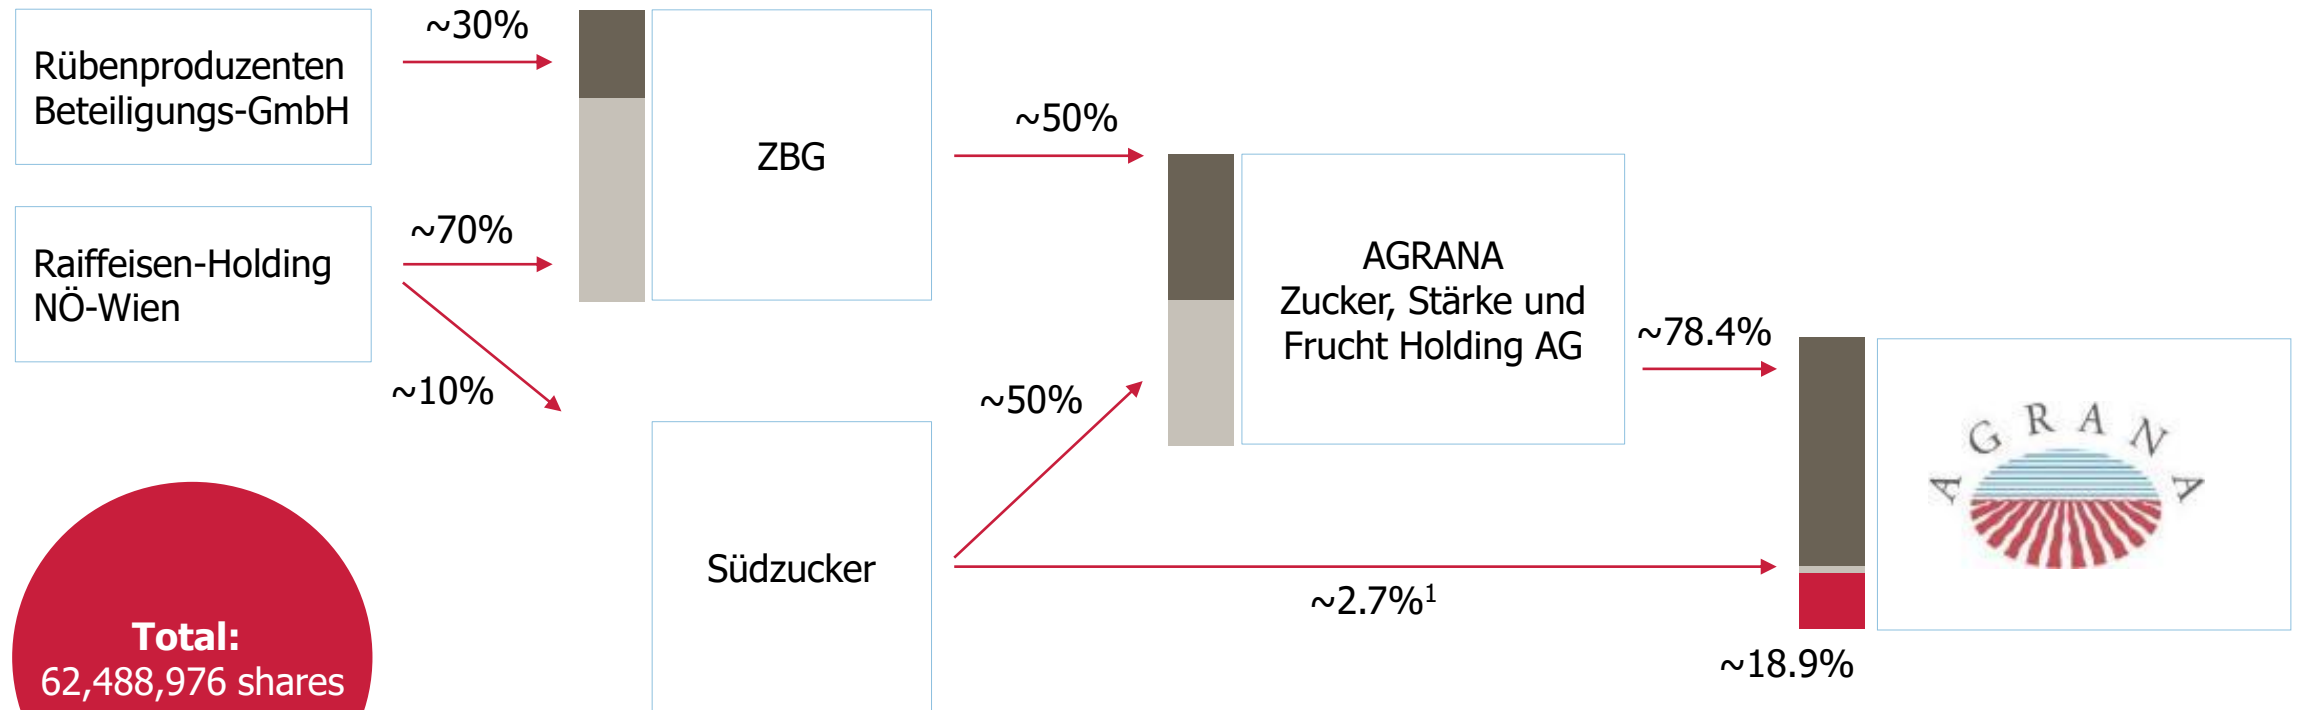 ~30%
Rübenproduzenten
Beteiligungs-GmbH
ZBG
~50%
~70%
Raiffeisen-Holding
NÖ-Wien
~10%
AGRANA
Zucker, Stärke und
Frucht Holding AG
~50%
~78.4%
AGRANA
Südzucker
~2.7%¹
~18.9%
Total:
62,488,976 shares